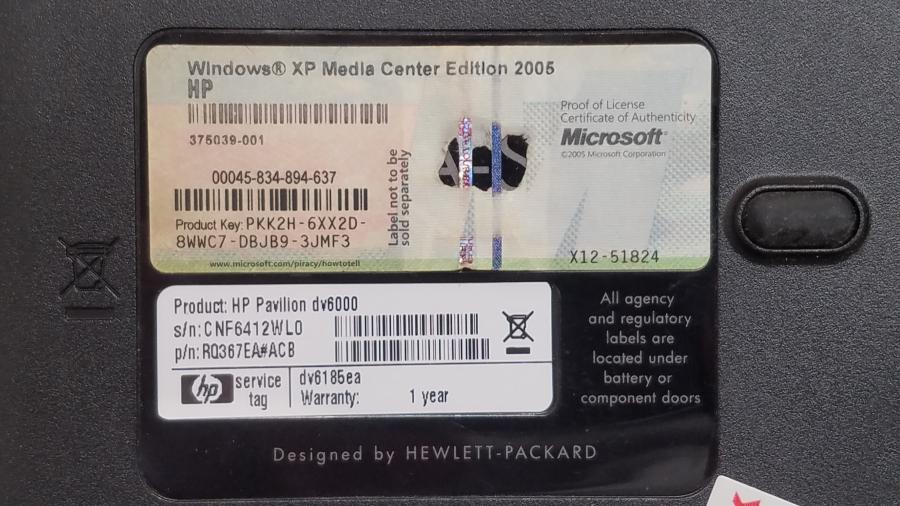 Windows® XP Media Center Edition 2005
HP
375039-001
00045-834-894-637
Product Key: PKK2H-6XX2D-
8WWC7-DBJB9-3JMF3
www.microsoft.com/piracy/howtotell
Label not to be
sold separately
Proof of License
Certificate of Authenticity
Microsoft®
©2005 Microsoft Corporation
X12-51824
Product: HP Pavilion dv6000
s/n: CNF6412WL0
p/n: RQ367EA#ACB
hp service
tag
dv6185ea
Warranty: 1 year
All agency
and regulatory
labels are
located under
battery or
component doors
Designed by HEWLETT-PACKARD